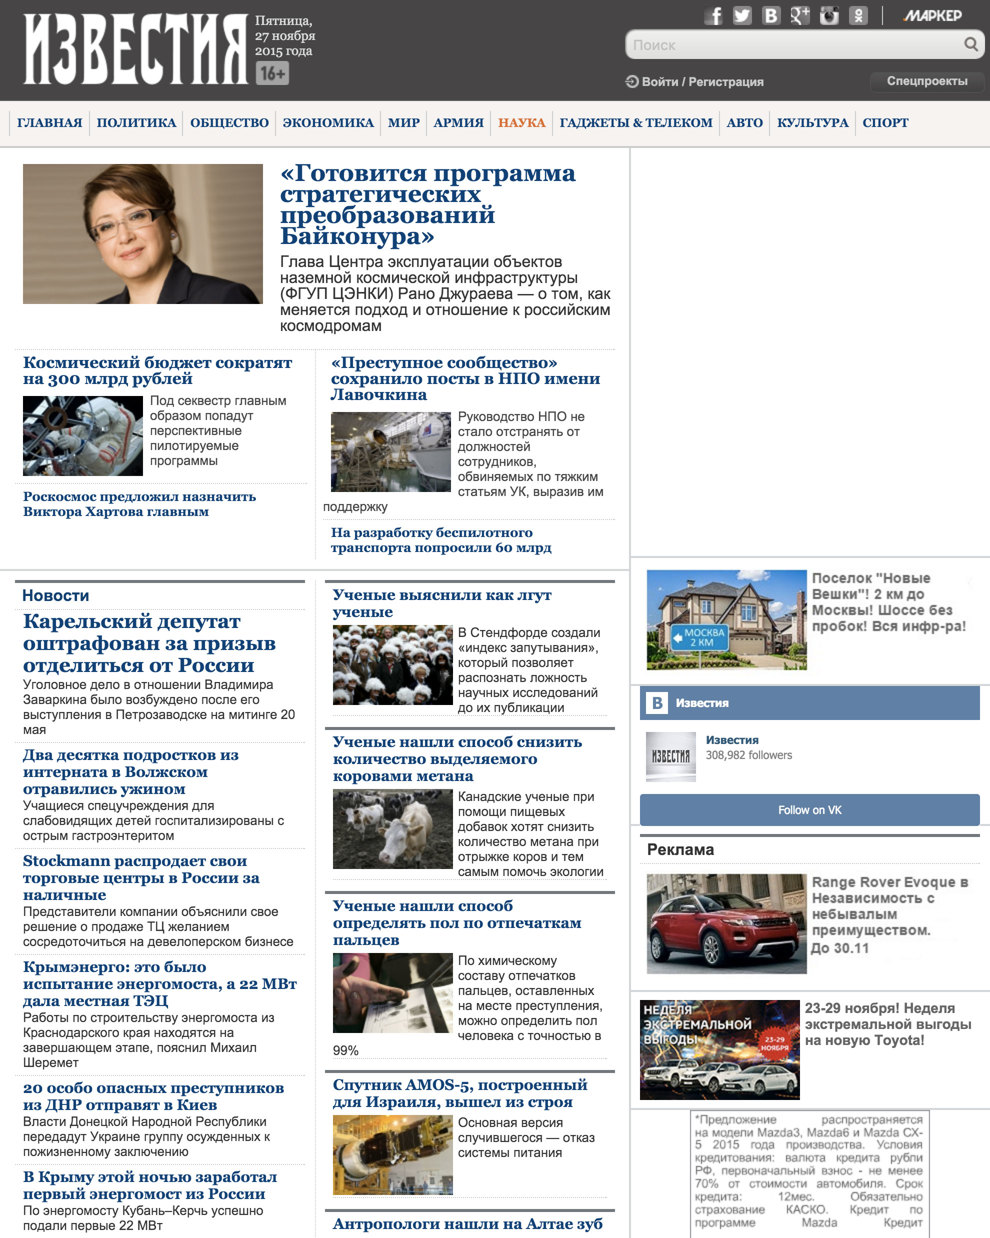 ИЗВЕСТИЯ
Пятница,
27 ноября
2015 года
16+
МАРКЕР
Поиск
Войти / Регистрация
Спецпроекты
ГЛАВНАЯ ПОЛИТИКА ОБЩЕСТВО ЭКОНОМИКА МИР АРМИЯ НАУКА ГАДЖЕТЫ & ТЕЛЕКОМ АВТО КУЛЬТУРА СПОРТ
«Готовится программа
стратегических
преобразований
Байконура»
Глава Центра эксплуатации объектов
наземной космической инфраструктуры
(ФГУП ЦЭНКИ) Рано Джураева — о том, как
меняется подход и отношение к российским
космодромам
Космический бюджет сократят
на 300 млрд рублей
Под секвестр главным
образом попадут
перспективные
пилотируемые
программы
Роскосмос предложил назначить
Виктора Хартова главным
«Преступное сообщество»
сохранило посты в НПО имени
Лавочкина
Руководство НПО не
стало отстранять от
должностей
сотрудников,
обвиняемых по тяжким
статьям УК, выразив им
поддержку
На разработку беспилотного
транспорта попросили 60 млрд
Новости
Карельский депутат
оштрафован за призыв
отделиться от России
Уголовное дело в отношении Владимира
Заваркина было возбуждено после его
выступления в Петрозаводске на митинге 20
мая
Два десятка подростков из
интерната в Волжском
отравились ужином
Учащиеся спецучреждения для
слабовидящих детей госпитализированы с
острым гастроэнтеритом
Stockmann распродает свои
торговые центры в России за
наличные
Представители компании объяснили свое
решение о продаже ТЦ желанием
сосредоточиться на девелоперском бизнесе
Крымэнерго: это было
испытание энергомоста, а 22 МВт
дала местная ТЭЦ
Работы по строительству энергомоста из
Краснодарского края находятся на
завершающем этапе, пояснил Михаил
Шеремет
20 особо опасных преступников
из ДНР отправят в Киев
Власти Донецкой Народной Республики
передадут Украине группу осужденных к
пожизненному заключению
В Крыму этой ночью заработал
первый энергомост из России
По энергомосту Кубань–Керчь успешно
подали первые 22 МВт
Ученые выяснили как лгут
ученые
В Стендфорде создали
«индекс запутывания»,
который позволяет
распознать ложность
научных исследований
до их публикации
Ученые нашли способ снизить
количество выделяемого
коровами метана
Канадские ученые при
помощи пищевых
добавок хотят снизить
количество метана при
отрыжке коров и тем
самым помочь экологии
Ученые нашли способ
определять пол по отпечаткам
пальцев
По химическому
составу отпечатков
пальцев, оставленных
на месте преступления,
можно определить пол
человека с точностью в
99%
Спутник AMOS-5, построенный
для Израиля, вышел из строя
Основная версия
случившегося — отказ
системы питания
Антропологи нашли на Алтае зуб
МОСКВА
2 КМ
Поселок "Новые
Вешки"! 2 км до
Москвы! Шоссе без
пробок! Вся инфр-ра!
В Известия
ИЗВЕСТИЯ
Известия
308,982 followers
Follow on VK
Реклама
Range Rover Evoque в
Независимость с
небывалым
преимуществом.
До 30.11
НЕДЕЛЯ
ЭКСТРЕМАЛЬНОЙ
ВЫГОДЫ
23-29
НОЯБРЯ
23-29 ноября! Неделя
экстремальной выгоды
на новую Toyota!
*Предложение распространяется
на модели Mazda3, Mazda6 и Mazda CX-
5 2015 года производства. Условия
кредитования: валюта кредита рубли
РФ, первоначальный взнос - не менее
70% от стоимости автомобиля. Срок
кредита: 12мес. Обязательно
страхование КАСКО. Кредит по
программе Mazda Кредит